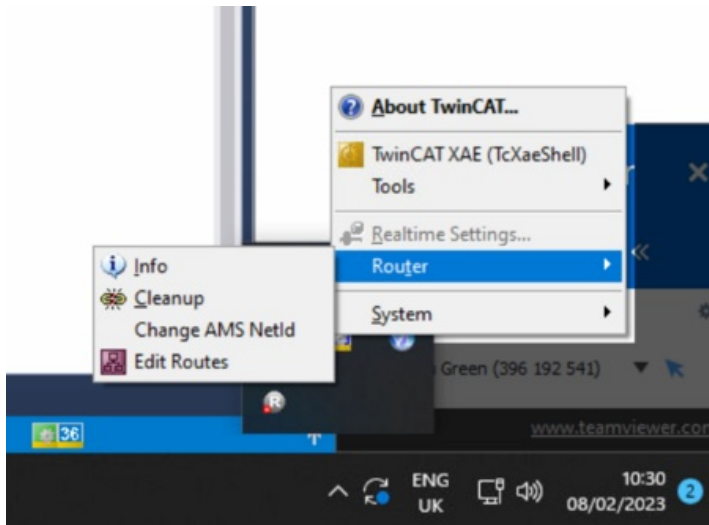 About TwinCAT...
TwinCAT XAE (TcXaeShell)
Tools
Realtime Settings...
Router
System
Info
Cleanup
Change AMS NetId
Edit Routes
Green (396 192 541)
www.teamviewer.com
36
ENG
UK
10:30
08/02/2023
2